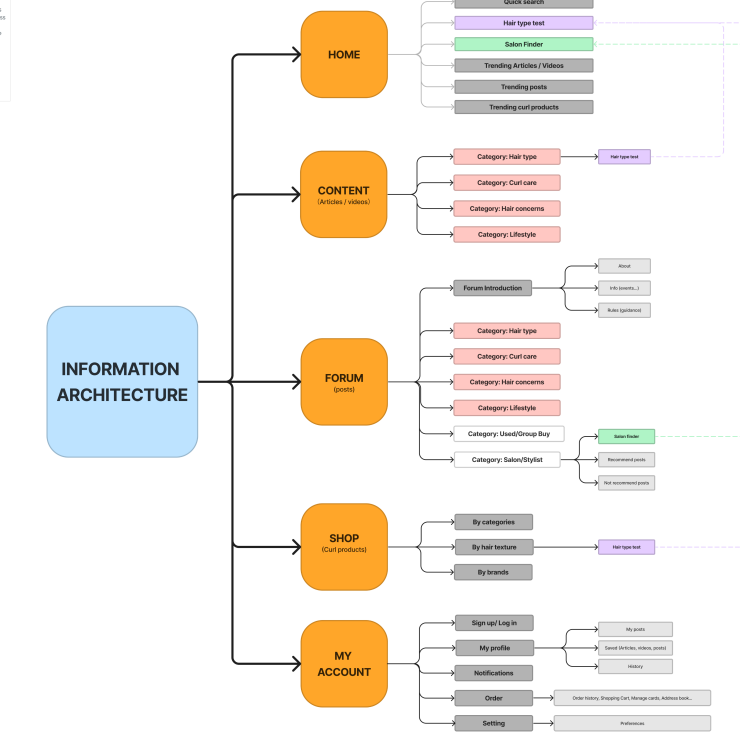 Quick search
Hair type test
Salon Finder
HOME
Trending Articles / Videos
Trending posts
Trending curl products
Category: Hair type
Hair type test
CONTENT
(Articles / videos)
Category: Curl care
Category: Hair concerns
Category: Lifestyle
About
Forum Introduction
Info (events...)
Rules (guidance)
Category: Hair type
Category: Curl care
INFORMATION
ARCHITECTURE
FORUM
(posts)
Category: Hair concerns
Category: Lifestyle
Category: Used/Group Buy
Salon finder
Category: Salon/Stylist
Recommend posts
Not recommend posts
By categories
SHOP
(Curl products)
By hair texture
Hair type test
By brands
Sign up/ Log in
My posts
My profile
Saved (Articles, videos, posts)
History
MY
ACCOUNT
Notifications
Order
Order history, Shopping Cart, Manage cards, Address book...
Setting
Preferences